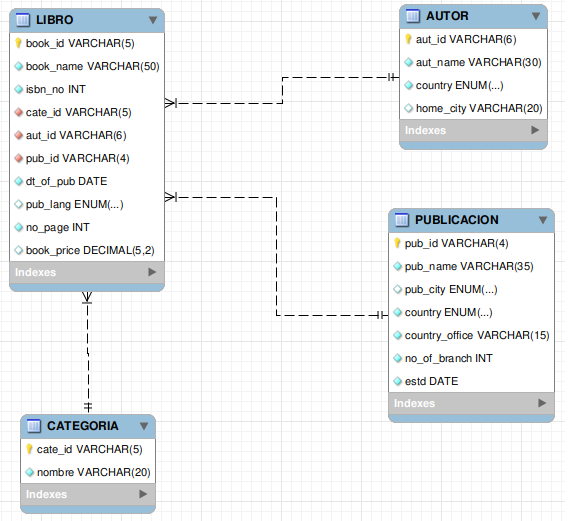 LIBRO
book_id VARCHAR(5)
book_name VARCHAR(50)
isbn_no INT
cate_id VARCHAR(5)
aut_id VARCHAR(6)
pub_id VARCHAR(4)
dt_of_pub DATE
pub_lang ENUM(...)
no_page INT
book_price DECIMAL(5,2)
Indexes
AUTOR
aut_id VARCHAR(6)
aut_name VARCHAR(30)
country ENUM(...)
home_city VARCHAR(20)
Indexes
PUBLICACION
pub_id VARCHAR(4)
pub_name VARCHAR(35)
pub_city ENUM(...)
country ENUM(...)
country_office VARCHAR(15)
no_of_branch INT
estd DATE
Indexes
CATEGORIA
cate_id VARCHAR(5)
nombre VARCHAR(20)
Indexes